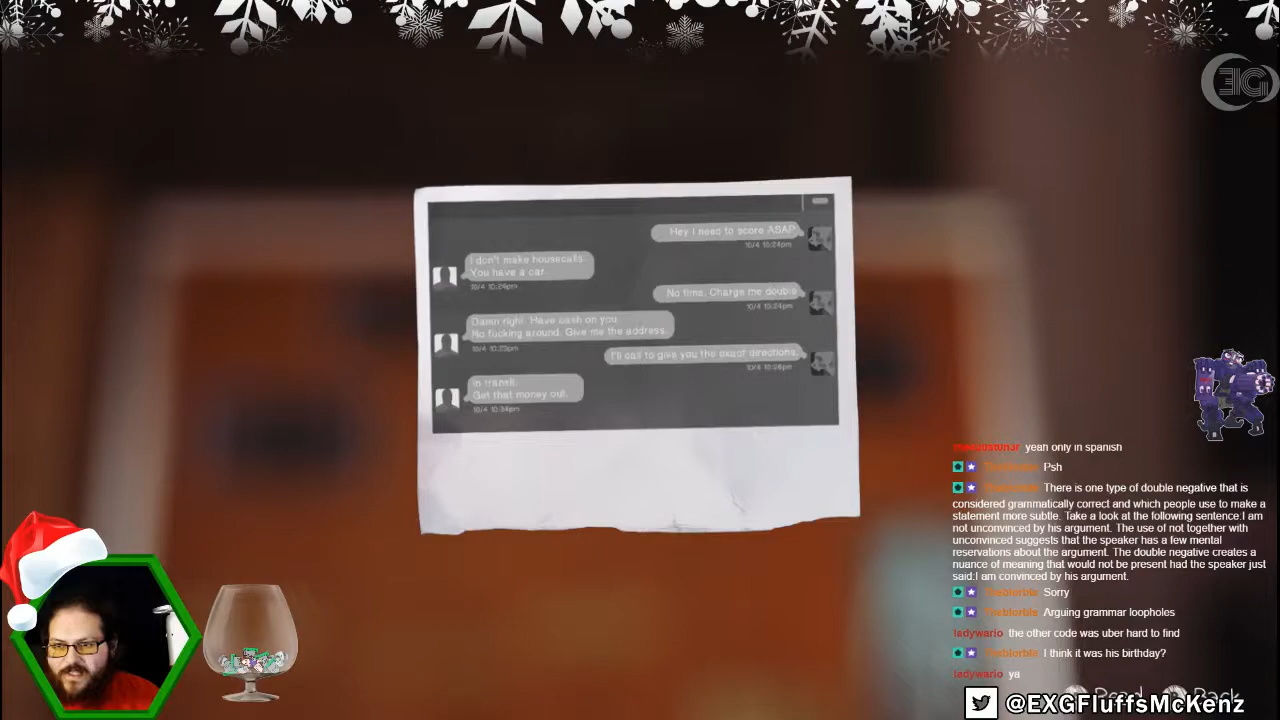 Hey I need to score ASAP
10/4 10:24pm
I don't make housecalls.
You have a car.
10/4 10:24pm
No time. Charge me double
10/4 10:24pm
Damn right. Have cash on you.
No fucking around. Give me the address.
10/4 10:25pm
I'll call to give you the exact directions.
10/4 10:26pm
In transit.
Get that money out.
10/4 10:34pm
3G
yeah only in spanish
Psh
There is one type of double negative that is
considered grammatically correct and which people use to make a
statement more subtle. Take a look at the following sentence I am
not unconvinced by his argument. The use of not together with
unconvinced suggests that the speaker has a few mental
reservations about the argument. The double negative creates a
nuance of meaning that would not be present had the speaker just
said:I am convinced by his argument.
Sorry
Arguing grammar loopholes
ladywario the other code was uber hard to find
I think it was his birthday?
ladywario ya
Read Back
@EXGFluffsMcKenz